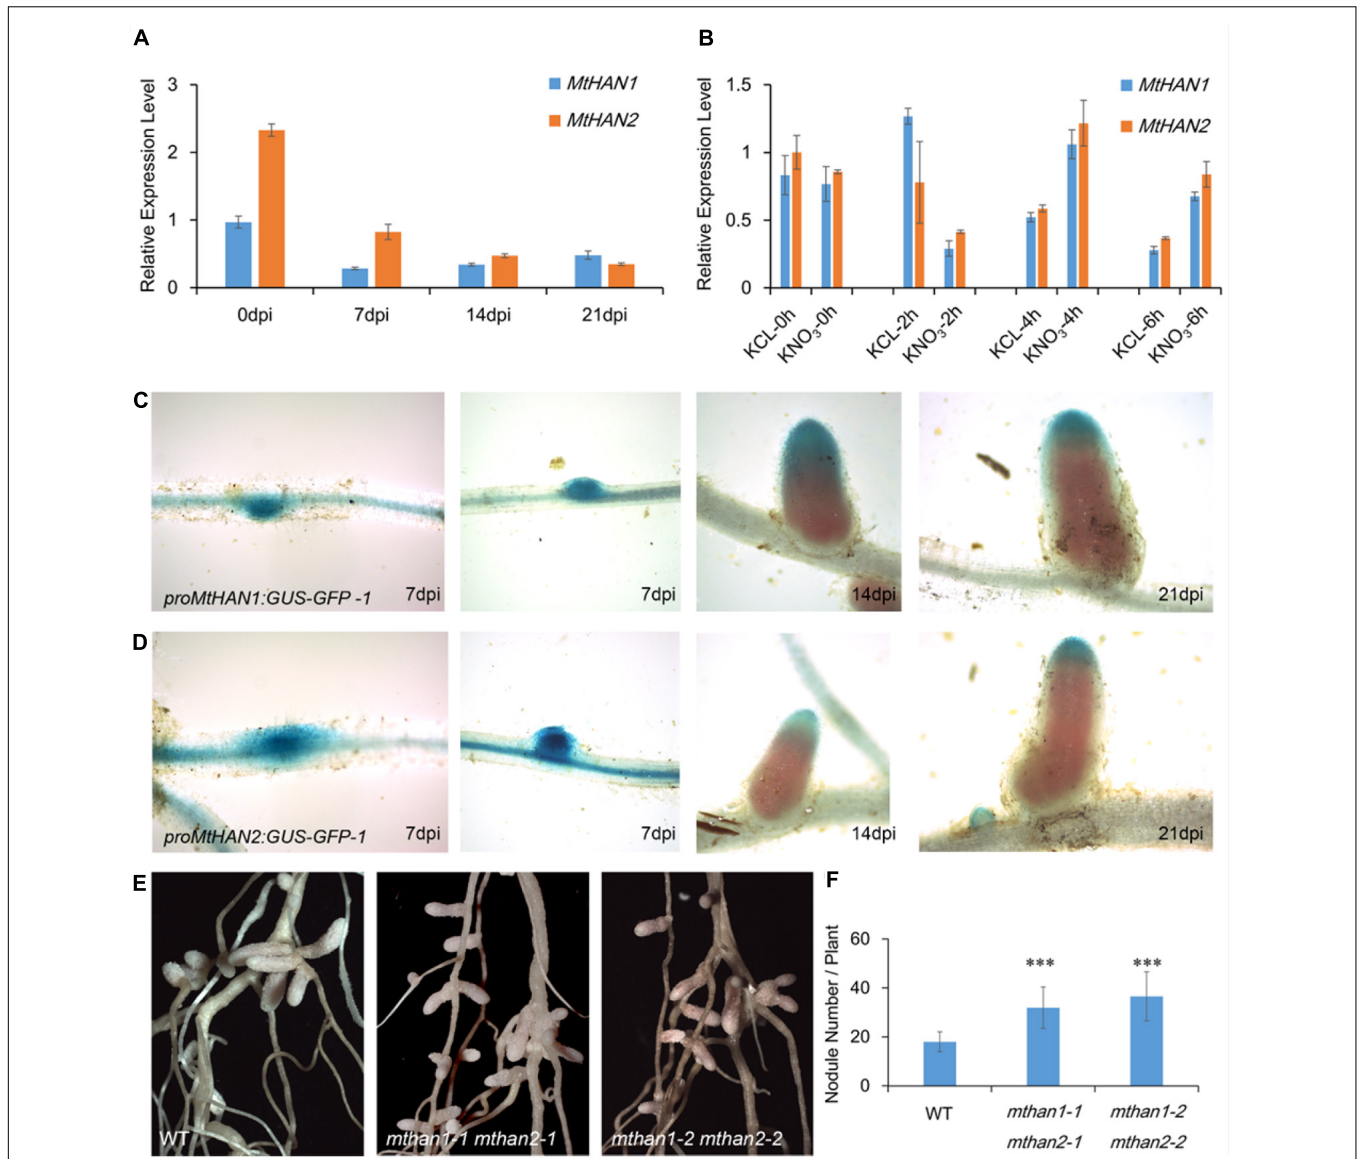 A
Relative Expression Level
3
2
1
0
MtHAN1
MtHAN2
0dpi 7dpi 14dpi 21dpi
B
Relative Expression Level
1.5
1
0.5
0
MtHAN1
MtHAN2
KCL-0h KNO3-0h KCL-2h KNO3-2h KCL-4h KNO3-4h KCL-6h KNO3-6h
C
proMtHAN1:GUS-GFP -1 7dpi 7dpi 14dpi 21dpi
D
proMtHAN2:GUS-GFP-1 7dpi 7dpi 14dpi 21dpi
E
WT mthan1-1 mthan2-1 mthan1-2 mthan2-2
F
Nodule Number / Plant
60
40
20
0
*** ***
WT mthan1-1 mthan1-2
mthan2-1 mthan2-2